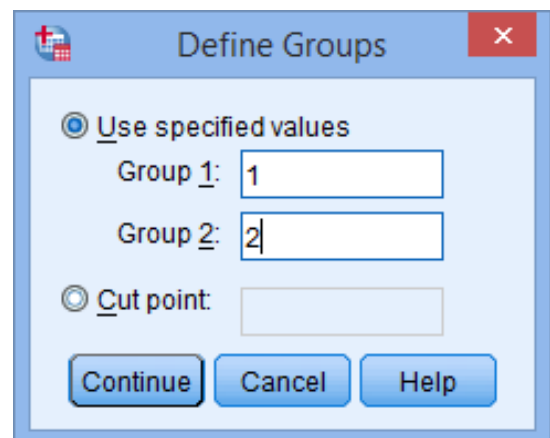 Define Groups
Use specified values
Group 1: 1
Group 2: 2
Cut point:
Continue Cancel Help